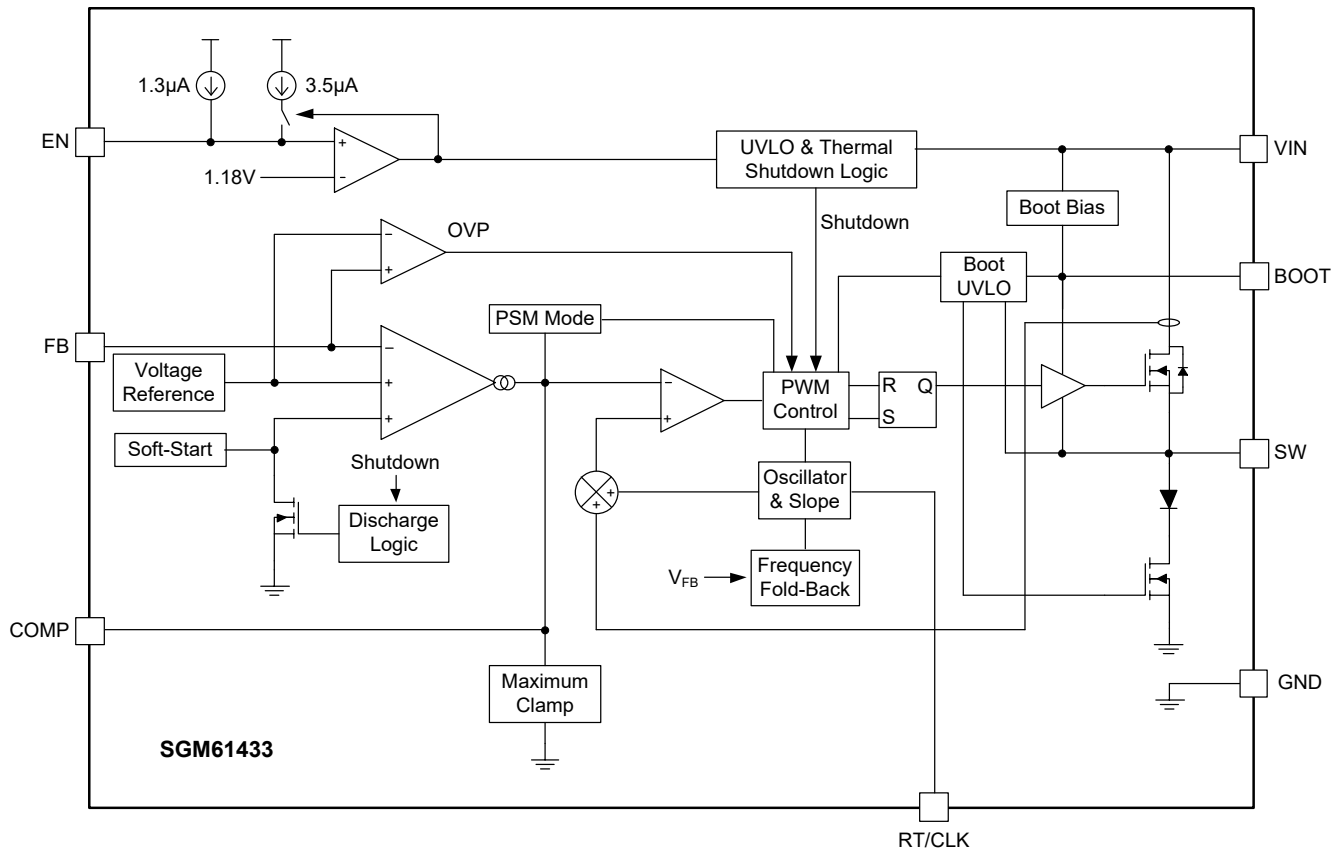 1.3µA
3.5µA
EN
1.18V
UVLO & Thermal
Shutdown Logic
VIN
Boot Bias
Shutdown
OVP
Boot
UVLO
BOOT
PSM Mode
FB
Voltage
Reference
PWM
Control
R
Q
S
Soft-Start
Shutdown
SW
Oscillator
& Slope
Discharge
Logic
VFB
Frequency
Fold-Back
COMP
Maximum
Clamp
GND
SGM61433
RT/CLK